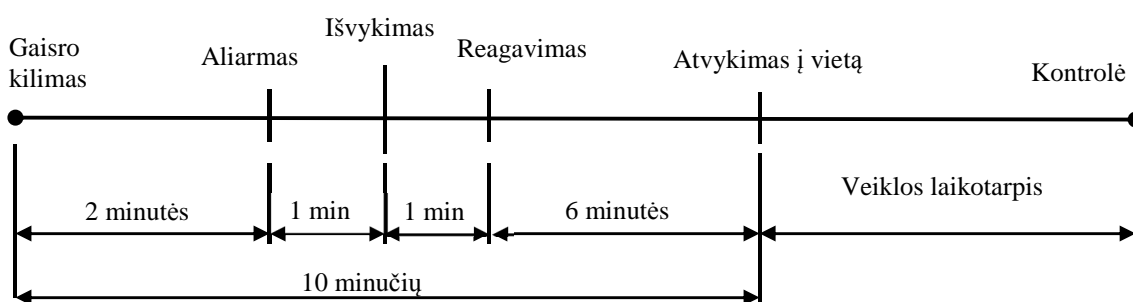 Gaisro
kilimas
Aliarmas
Išvykimas
Reagavimas
Atvykimas į vietą
Kontrolė
2 minutės
1 min
1 min
6 minutės
Veiklos laikotarpis
10 minučių